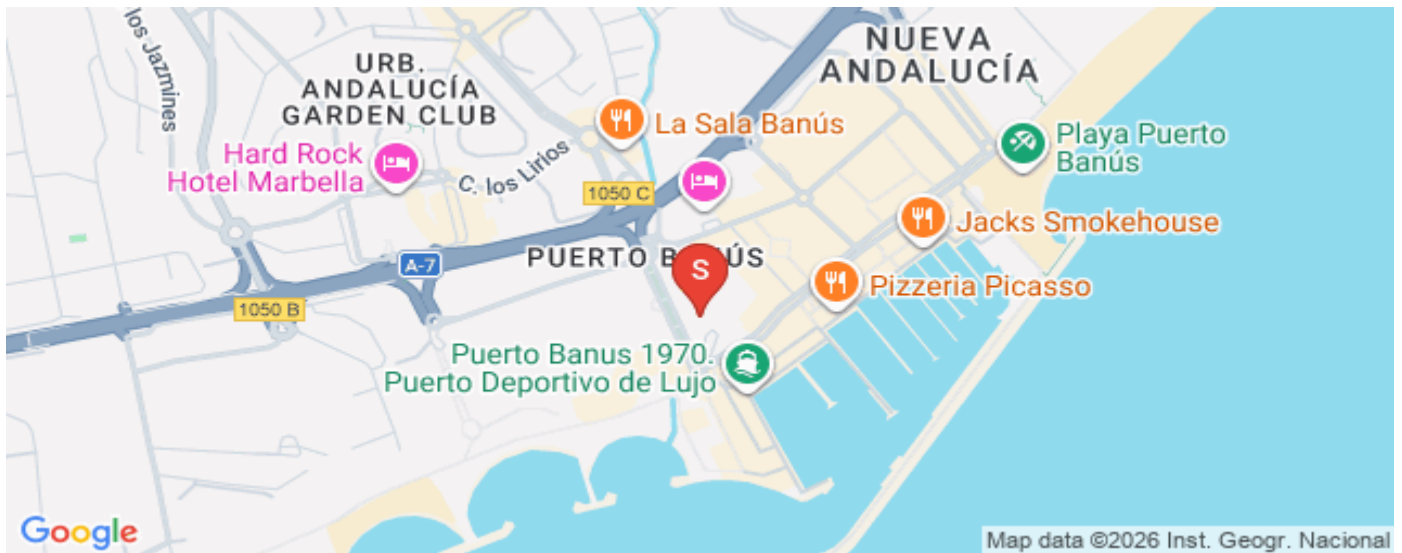 los Jazmines
URB.
ANDALUCÍA
GARDEN CLUB
NUEVA
ANDALUCÍA
La Sala Banús
Playa Puerto
Banús
Hard Rock
Hotel Marbella
C. los Lirios
1050 C
Jacks Smokehouse
PUERTO BANÚS
S
A-7
Pizzeria Picasso
1050 B
Puerto Banus 1970.
Puerto Deportivo de Lujo
Google
Map data ©2026 Inst. Geogr. Nacional